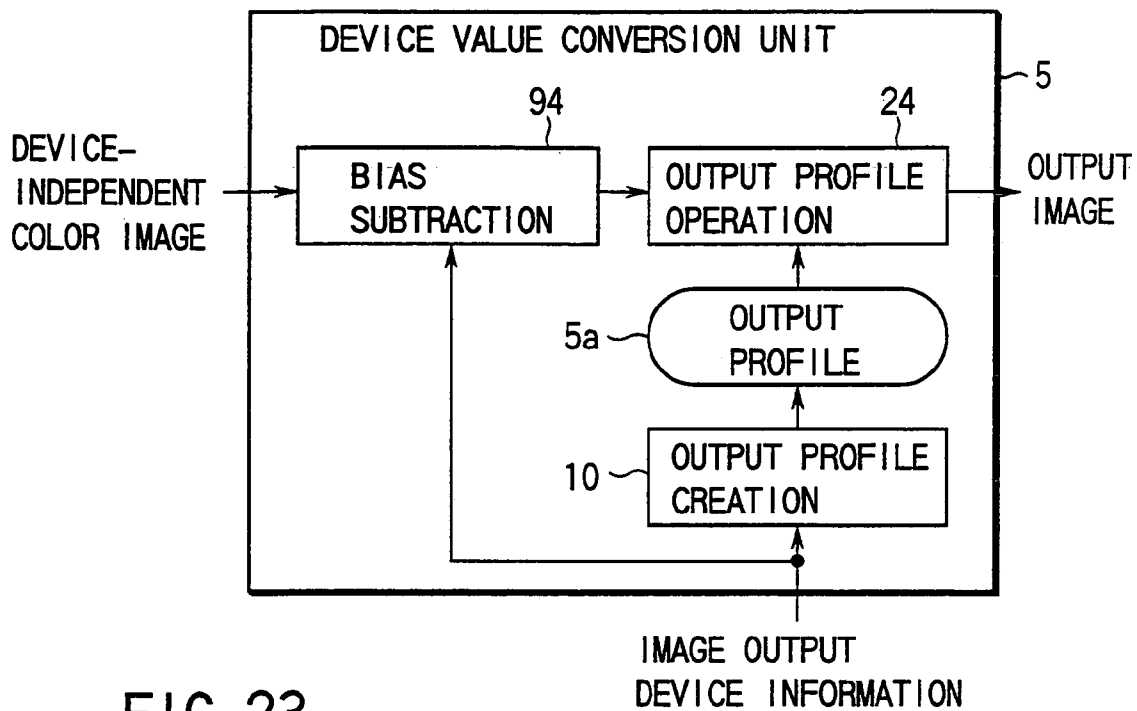 DEVICE VALUE CONVERSION UNIT
5
94
24
DEVICE-
INDEPENDENT
COLOR IMAGE
BIAS
SUBTRACTION
OUTPUT PROFILE
OPERATION
OUTPUT
IMAGE
5a
OUTPUT
PROFILE
10
OUTPUT PROFILE
CREATION
IMAGE OUTPUT
DEVICE INFORMATION
FIG. 23